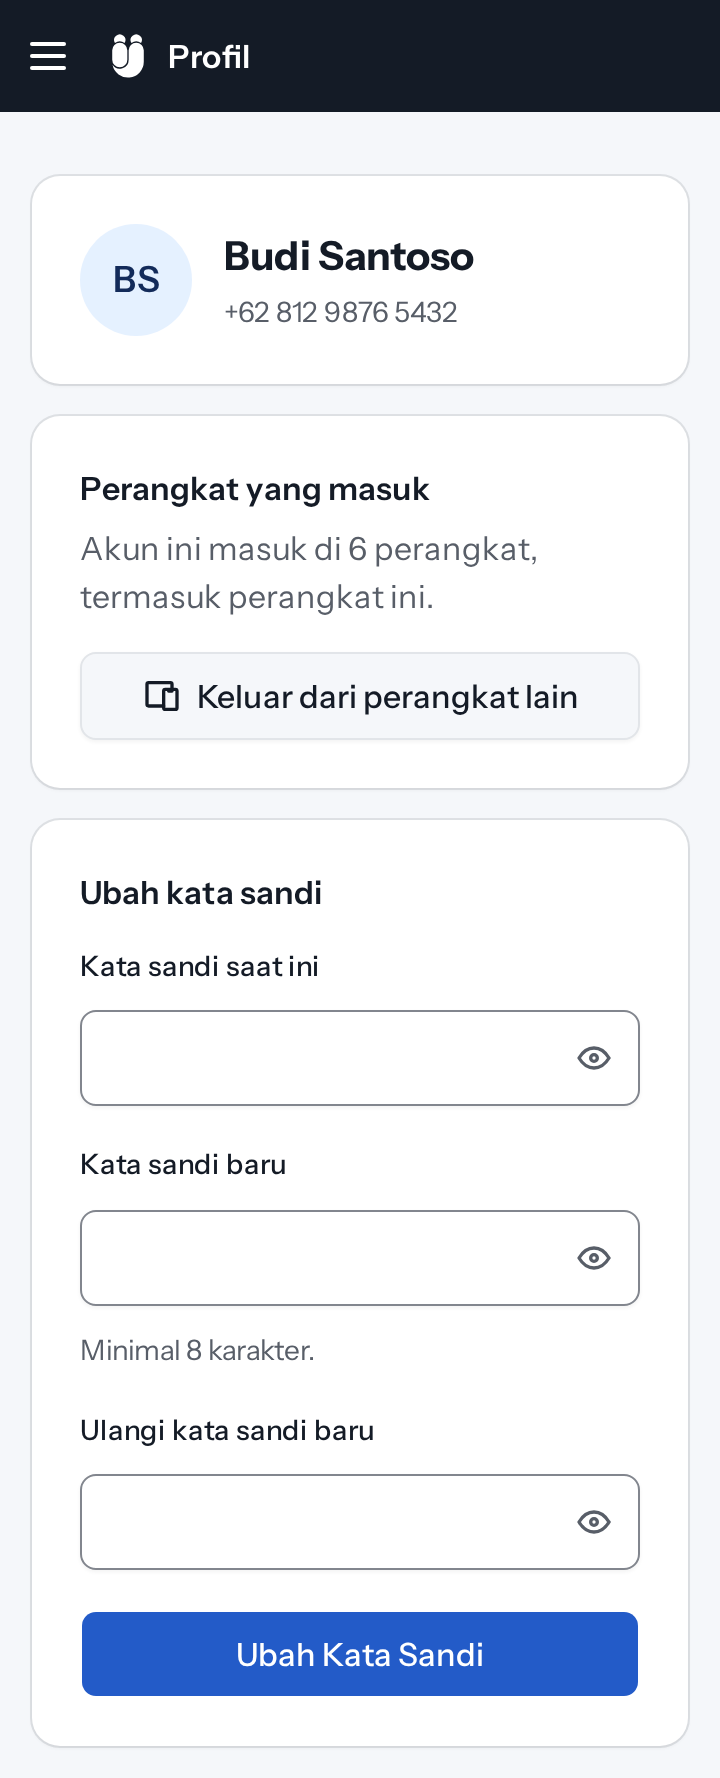 Profil
BS
Budi Santoso
+62 812 9876 5432
Perangkat yang masuk
Akun ini masuk di 6 perangkat,
termasuk perangkat ini.
Keluar dari perangkat lain
Ubah kata sandi
Kata sandi saat ini
Kata sandi baru
Minimal 8 karakter.
Ulangi kata sandi baru
Ubah Kata Sandi